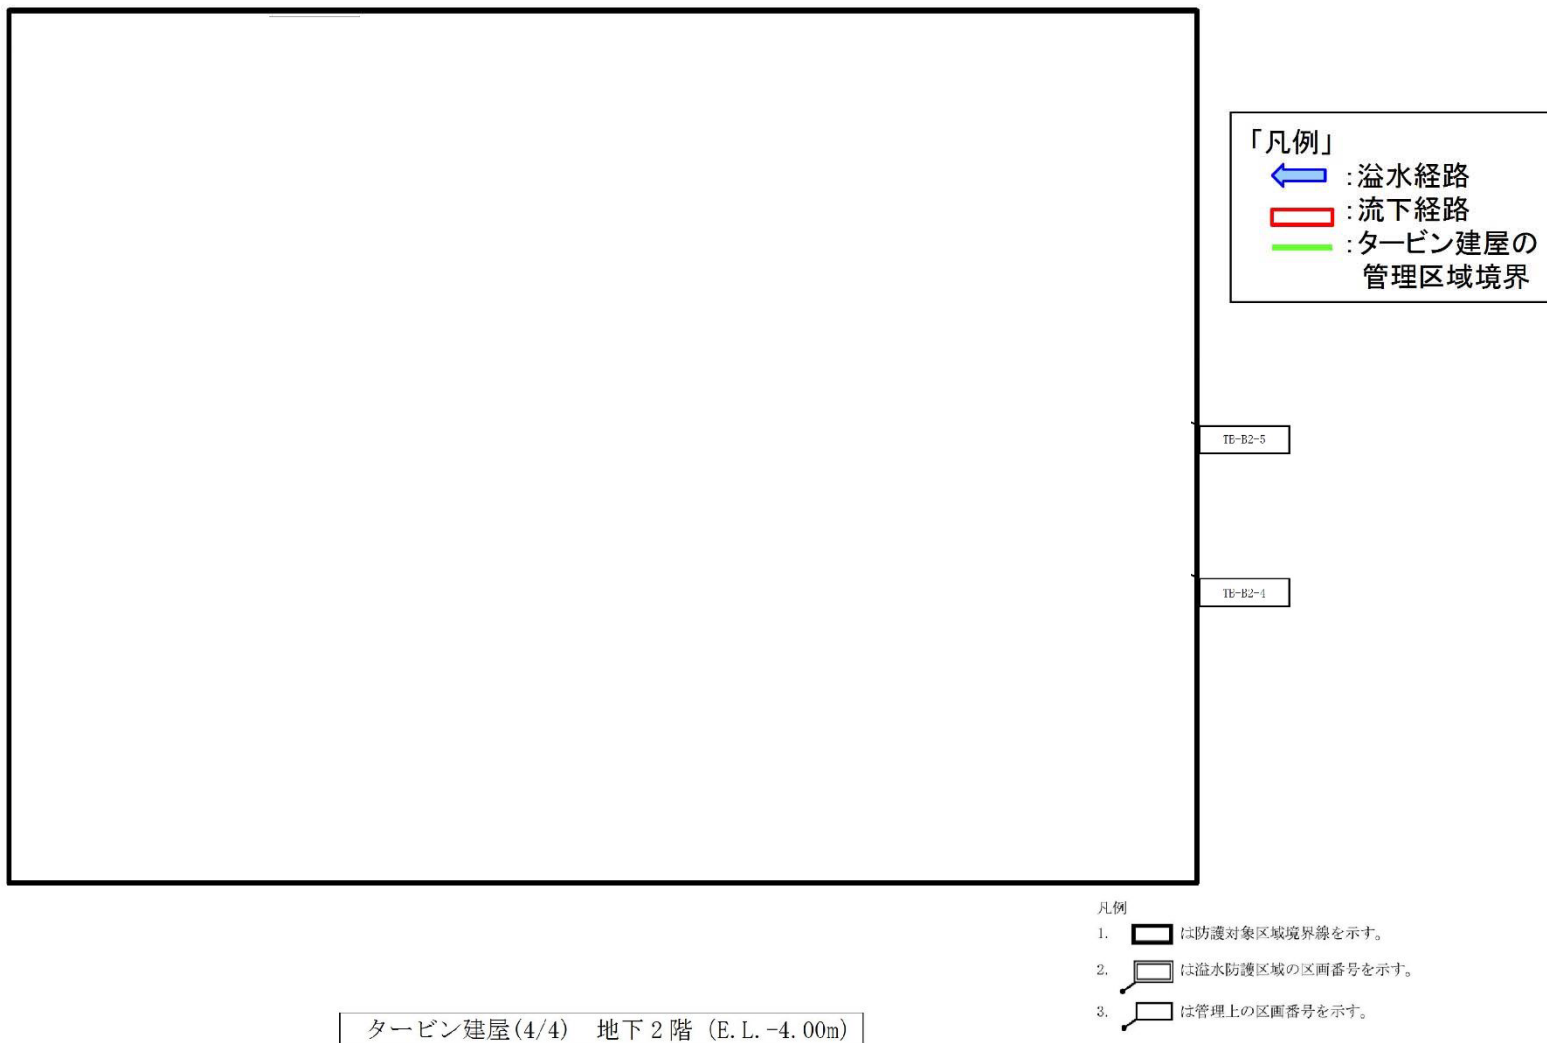 「凡例」
：溢水経路
：流下経路
：タービン建屋の
管理区域境界
TB-B2-5
TB-B2-4
凡例
1. は防護対象区域境界線を示す。
2. は溢水防護区域の区画番号を示す。
3. は管理上の区画番号を示す。
タービン建屋(4/4) 地下2階 (E.L.-4.00m)